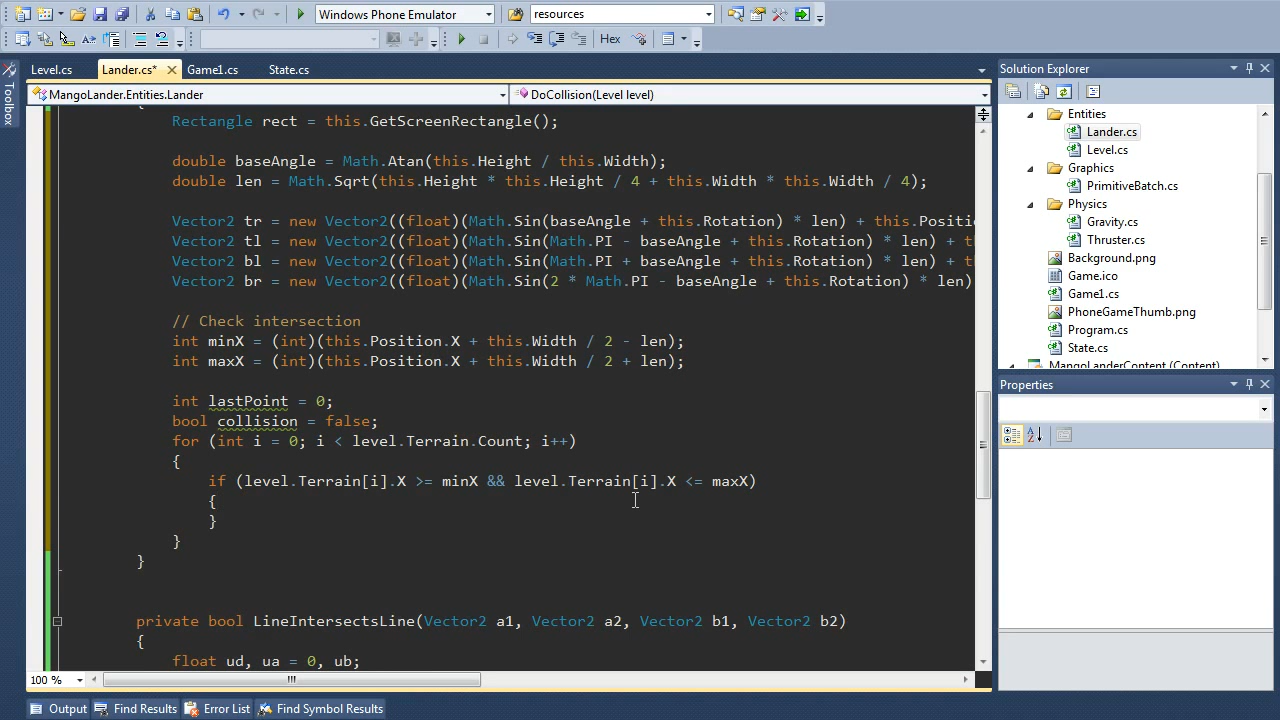 Windows Phone Emulator
resources
Hex
Level.cs
Lander.cs*
Game1.cs
State.cs
MangoLander.Entities.Lander
DoCollision(Level level)
Toolbox
{
Rectangle rect = this.GetScreenRectangle();
double baseAngle = Math.Atan(this.Height / this.Width);
double len = Math.Sqrt(this.Height * this.Height / 4 + this.Width * this.Width / 4);
Vector2 tr = new Vector2((float)(Math.Sin(baseAngle + this.Rotation) * len) + this.Positio
Vector2 tl = new Vector2((float)(Math.Sin(Math.PI - baseAngle + this.Rotation) * len) + t
Vector2 bl = new Vector2((float)(Math.Sin(Math.PI + baseAngle + this.Rotation) * len) + t
Vector2 br = new Vector2((float)(Math.Sin(2 * Math.PI - baseAngle + this.Rotation) * len)
// Check intersection
int minX = (int)(this.Position.X + this.Width / 2 - len);
int maxX = (int)(this.Position.X + this.Width / 2 + len);
int lastPoint = 0;
bool collision = false;
for (int i = 0; i < level.Terrain.Count; i++)
{
if (level.Terrain[i].X >= minX && level.Terrain[i].X <= maxX)
{
}
}
}
private bool LineIntersectsLine(Vector2 a1, Vector2 a2, Vector2 b1, Vector2 b2)
{
float ud, ua = 0, ub;
100 %
Output
Find Results
Error List
Find Symbol Results
Solution Explorer
Entities
Lander.cs
Level.cs
Graphics
PrimitiveBatch.cs
Physics
Gravity.cs
Thruster.cs
Background.png
Game.ico
Game1.cs
PhoneGameThumb.png
Program.cs
State.cs
MangoLanderContent (Content)
Properties